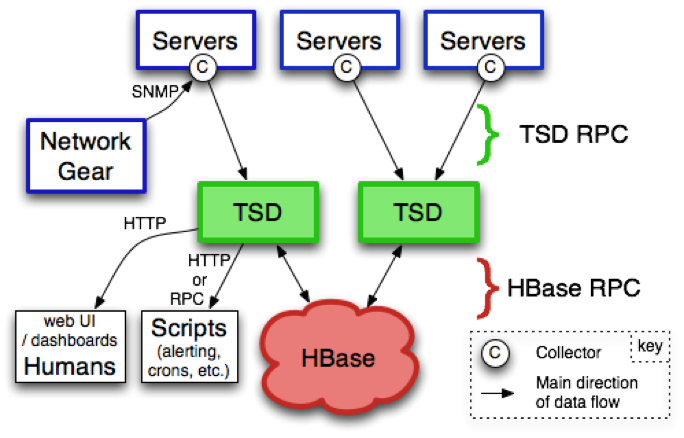 Servers
Servers
Servers
C
C
C
SNMP
Network
Gear
TSD RPC
TSD
TSD
HTTP
HTTP
or
RPC
HBase RPC
web UI
/ dashboards
Humans
Scripts
(alerting,
crons, etc.)
HBase
key
C
Collector
Main direction
of data flow